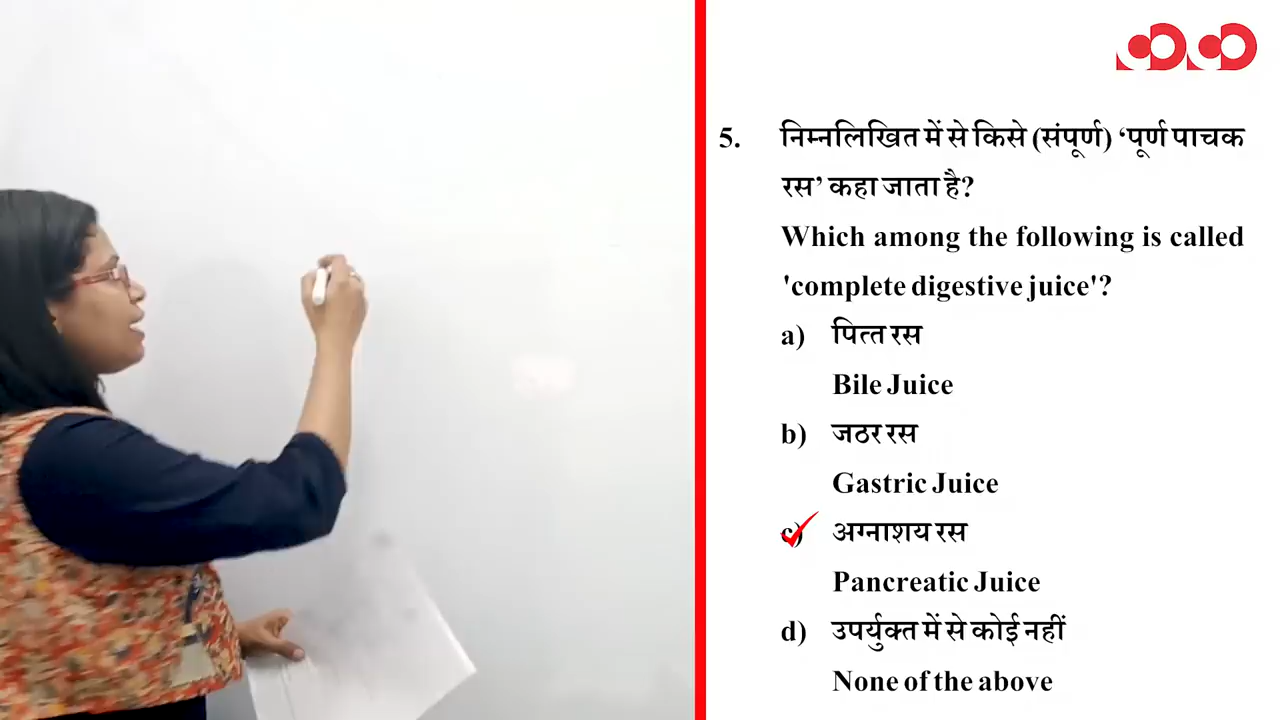 5. निम्नलिखित में से किसे (संपूर्ण) ‘पूर्ण पाचक
रस’ कहा जाता है?
Which among the following is called
'complete digestive juice'?
a) पित्त रस
Bile Juice
b) जठर रस
Gastric Juice
c) अग्नाशय रस
Pancreatic Juice
d) उपर्युक्त में से कोई नहीं
None of the above